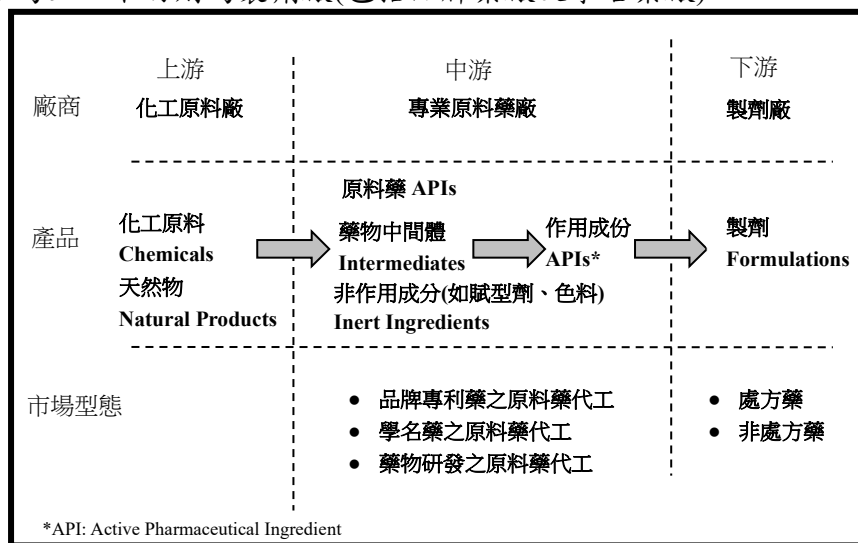 上游 中游 下游
廠商 化工原料廠 專業原料藥廠 製劑廠
原料藥 APIs
產品 化工原料 藥物中間體 作用成份 製劑
Chemicals Intermediates APIs* Formulations
天然物 非作用成分(如賦型劑、色料)
Natural Products Inert Ingredients
市場型態 ● 品牌專利藥之原料藥代工 ● 處方藥
● 學名藥之原料藥代工 ● 非處方藥
● 藥物研發之原料藥代工
*API: Active Pharmaceutical Ingredient